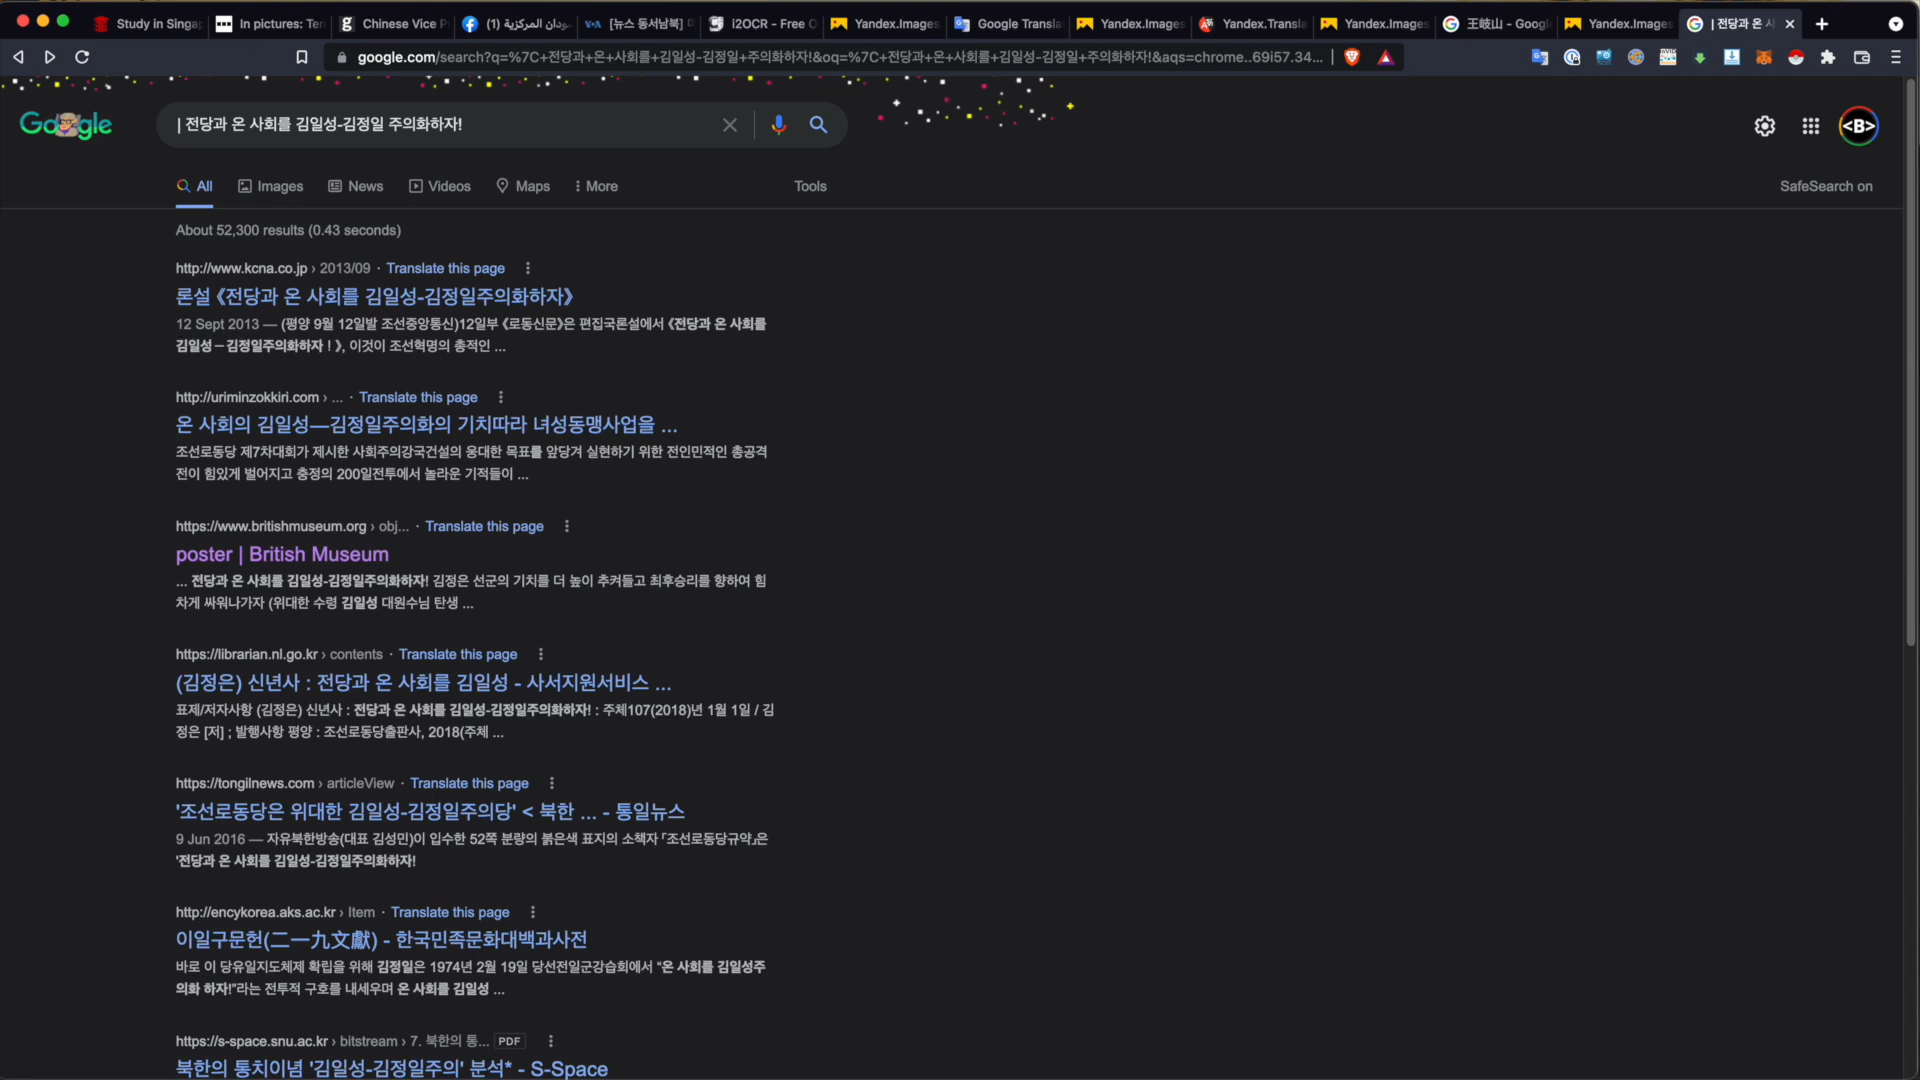 Study in Singap
In pictures: Ten
Chinese Vice P
(1)
[뉴스 동서남북]
i2OCR - Free O
Yandex.Images
Google Transla
Yandex.Images
Yandex.Transla
Yandex.Images
王岐山 - Googl
Yandex.Images
| 전당과 온 사
google.com/search?q=%7C+전당과+온+사회를+김일성-김정일+주의화하자!&oq=%7C+전당과+온+사회를+김일성-김정일+주의화하자!&aqs=chrome..69i57.34...
Google
| 전당과 온 사회를 김일성-김정일 주의화하자!
<B>
All
Images
News
Videos
Maps
More
Tools
SafeSearch on
About 52,300 results (0.43 seconds)
http://www.kcna.co.jp › 2013/09 · Translate this page
론설 《전당과 온 사회를 김일성-김정일주의화하자》
12 Sept 2013 — (평양 9월 12일발 조선중앙통신)12일부 《로동신문》은 편집국론설에서 《전당과 온 사회를
김일성－김정일주의화하자！》, 이것이 조선혁명의 총적인 ...
http://uriminzokkiri.com › ... · Translate this page
온 사회의 김일성—김정일주의화의 기치따라 녀성동맹사업을 ...
조선로동당 제7차대회가 제시한 사회주의강국건설의 웅대한 목표를 앞당겨 실현하기 위한 전인민적인 총공격
전이 힘있게 벌어지고 충정의 200일전투에서 놀라운 기적들이 ...
https://www.britishmuseum.org › obj... · Translate this page
poster | British Museum
... 전당과 온 사회를 김일성-김정일주의화하자! 김정은 선군의 기치를 더 높이 추켜들고 최후승리를 향하여 힘
차게 싸워나가자 (위대한 수령 김일성 대원수님 탄생 ...
https://librarian.nl.go.kr › contents · Translate this page
(김정은) 신년사 : 전당과 온 사회를 김일성 - 사서지원서비스 ...
표제/저자사항 (김정은) 신년사 : 전당과 온 사회를 김일성-김정일주의화하자! : 주체107(2018)년 1월 1일 / 김
정은 [저] ; 발행사항 평양 : 조선로동당출판사, 2018(주체 ...
https://tongilnews.com › articleView · Translate this page
'조선로동당은 위대한 김일성-김정일주의당' < 북한 ... - 통일뉴스
9 Jun 2016 — 자유북한방송(대표 김성민)이 입수한 52쪽 분량의 붉은색 표지의 소책자 「조선로동당규약」은
'전당과 온 사회를 김일성-김정일주의화하자!
http://encykorea.aks.ac.kr › Item · Translate this page
이일구문헌(二一九文獻) - 한국민족문화대백과사전
바로 이 당유일지도체제 확립을 위해 김정일은 1974년 2월 19일 당선전일군강습회에서 “온 사회를 김일성주
의화 하자!”라는 전투적 구호를 내세우며 온 사회를 김일성 ...
https://s-space.snu.ac.kr › bitstream › 7. 북한의 통... PDF
북한의 통치이념 '김일성-김정일주의' 분석* - S-Space